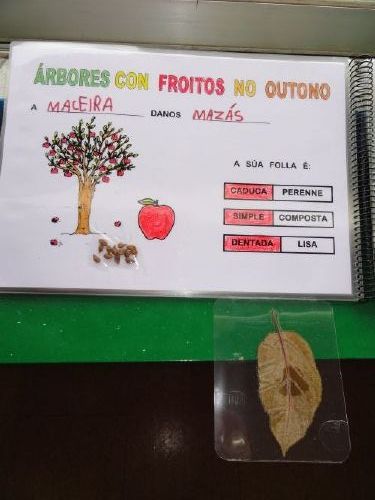 ÁRBORES CON FROITOS NO OUTONO
A MACEIRA DANOS MAZÁS
A SÚA FOLLA É:
CADUCA PERENNE
SIMPLE COMPOSTA
DENTADA LISA